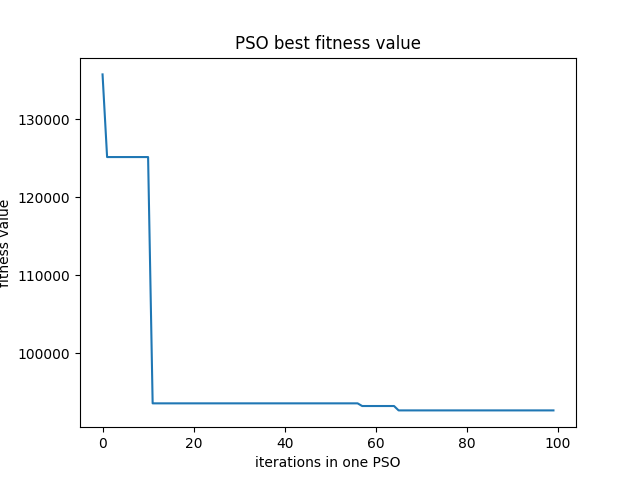 PSO best fitness value
130000
120000
110000
100000
fitness value
0 20 40 60 80 100
iterations in one PSO